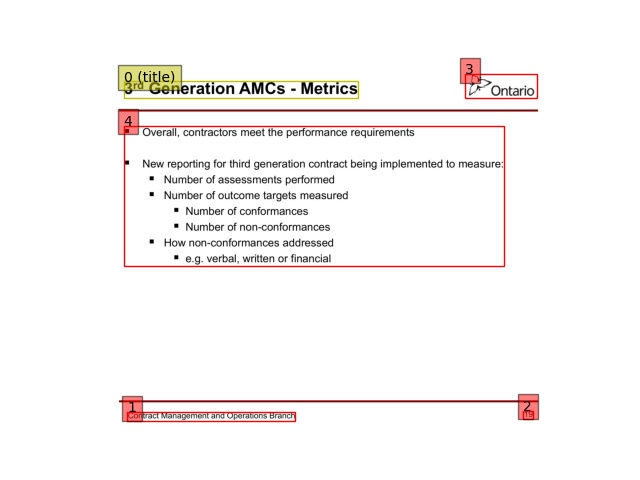 0 (title)
3rd Generation AMCs - Metrics
3
Ontario
4
Overall, contractors meet the performance requirements
New reporting for third generation contract being implemented to measure:
Number of assessments performed
Number of outcome targets measured
Number of conformances
Number of non-conformances
How non-conformances addressed
e.g. verbal, written or financial
1
Contract Management and Operations Branch
2